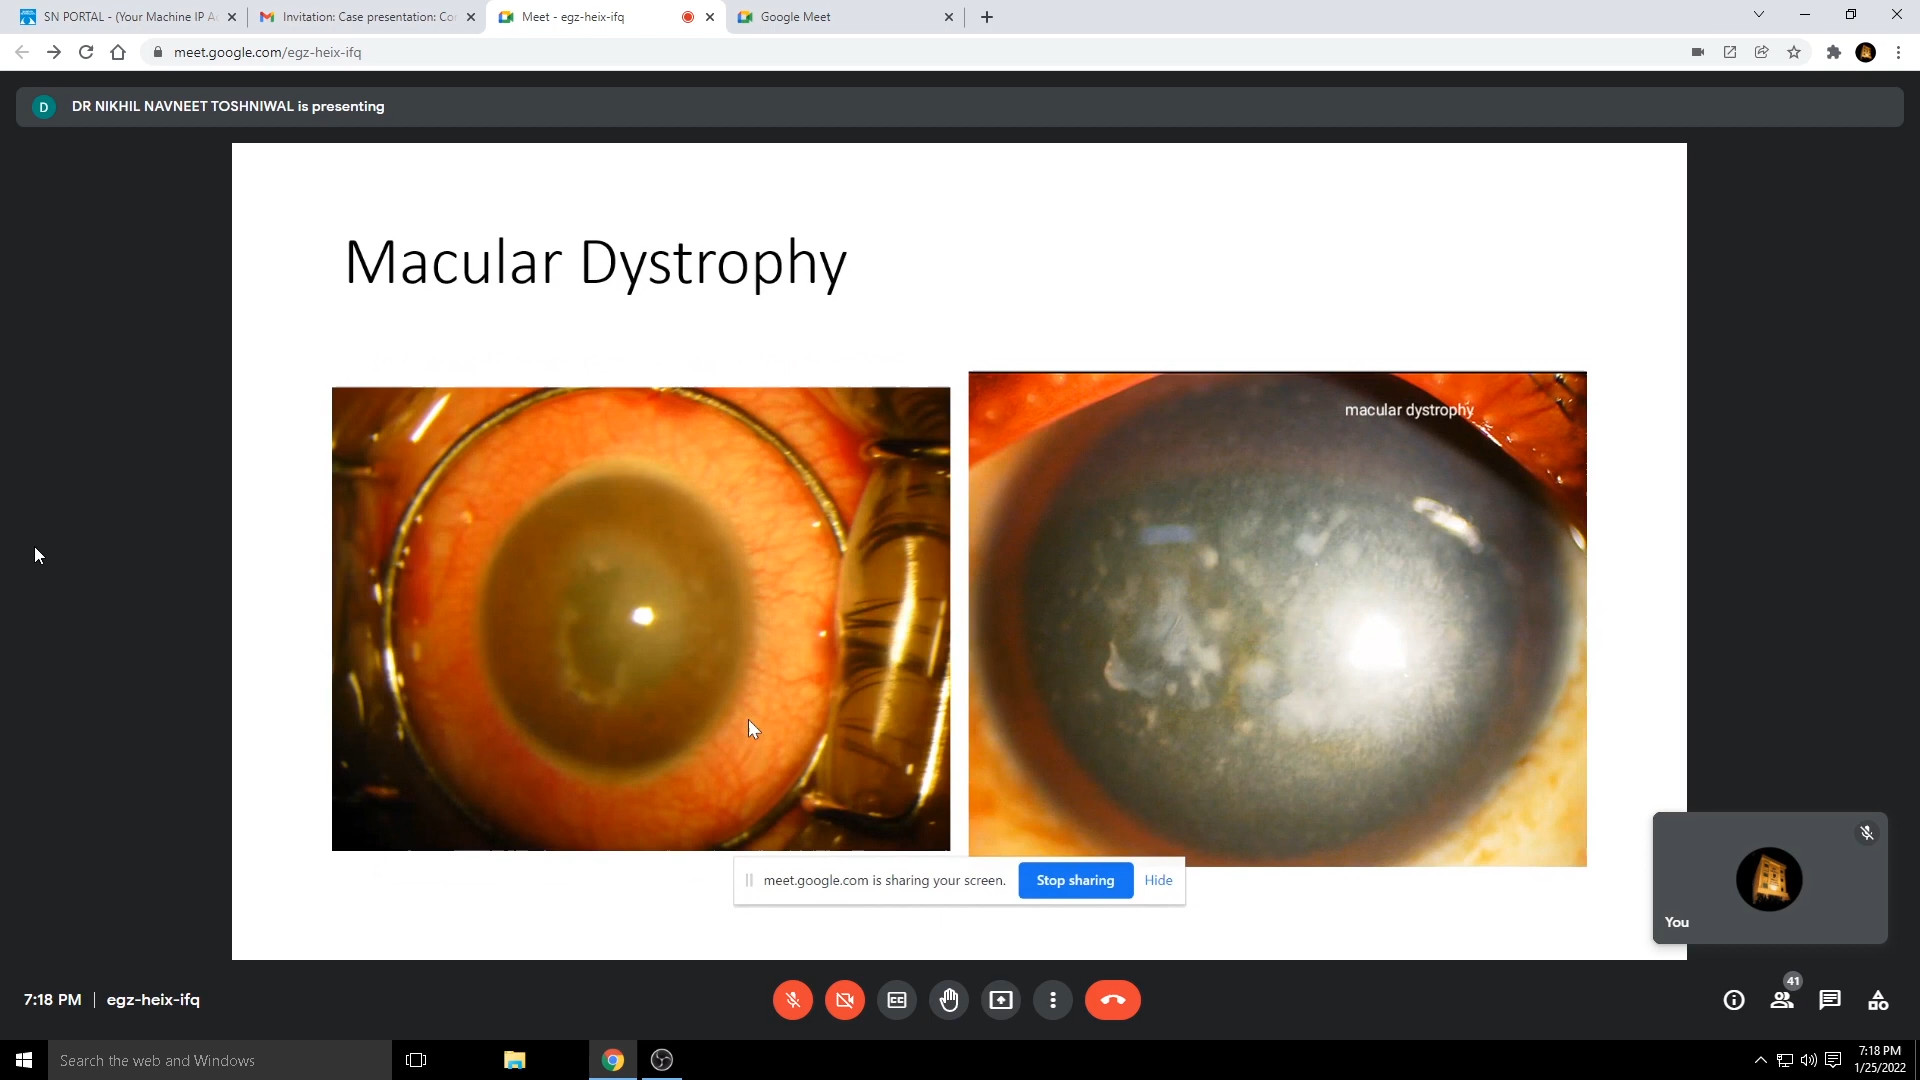 SN PORTAL - (Your Machine IP A
Invitation: Case presentation: Co
Meet - egz-heix-ifq
Google Meet
meet.google.com/egz-heix-ifq
D
DR NIKHIL NAVNEET TOSHNIWAL is presenting
Macular Dystrophy
macular dystrophy
meet.google.com is sharing your screen.
Stop sharing
Hide
You
7:18 PM | egz-heix-ifq
CC
41
Search the web and Windows
7:18 PM
1/25/2022